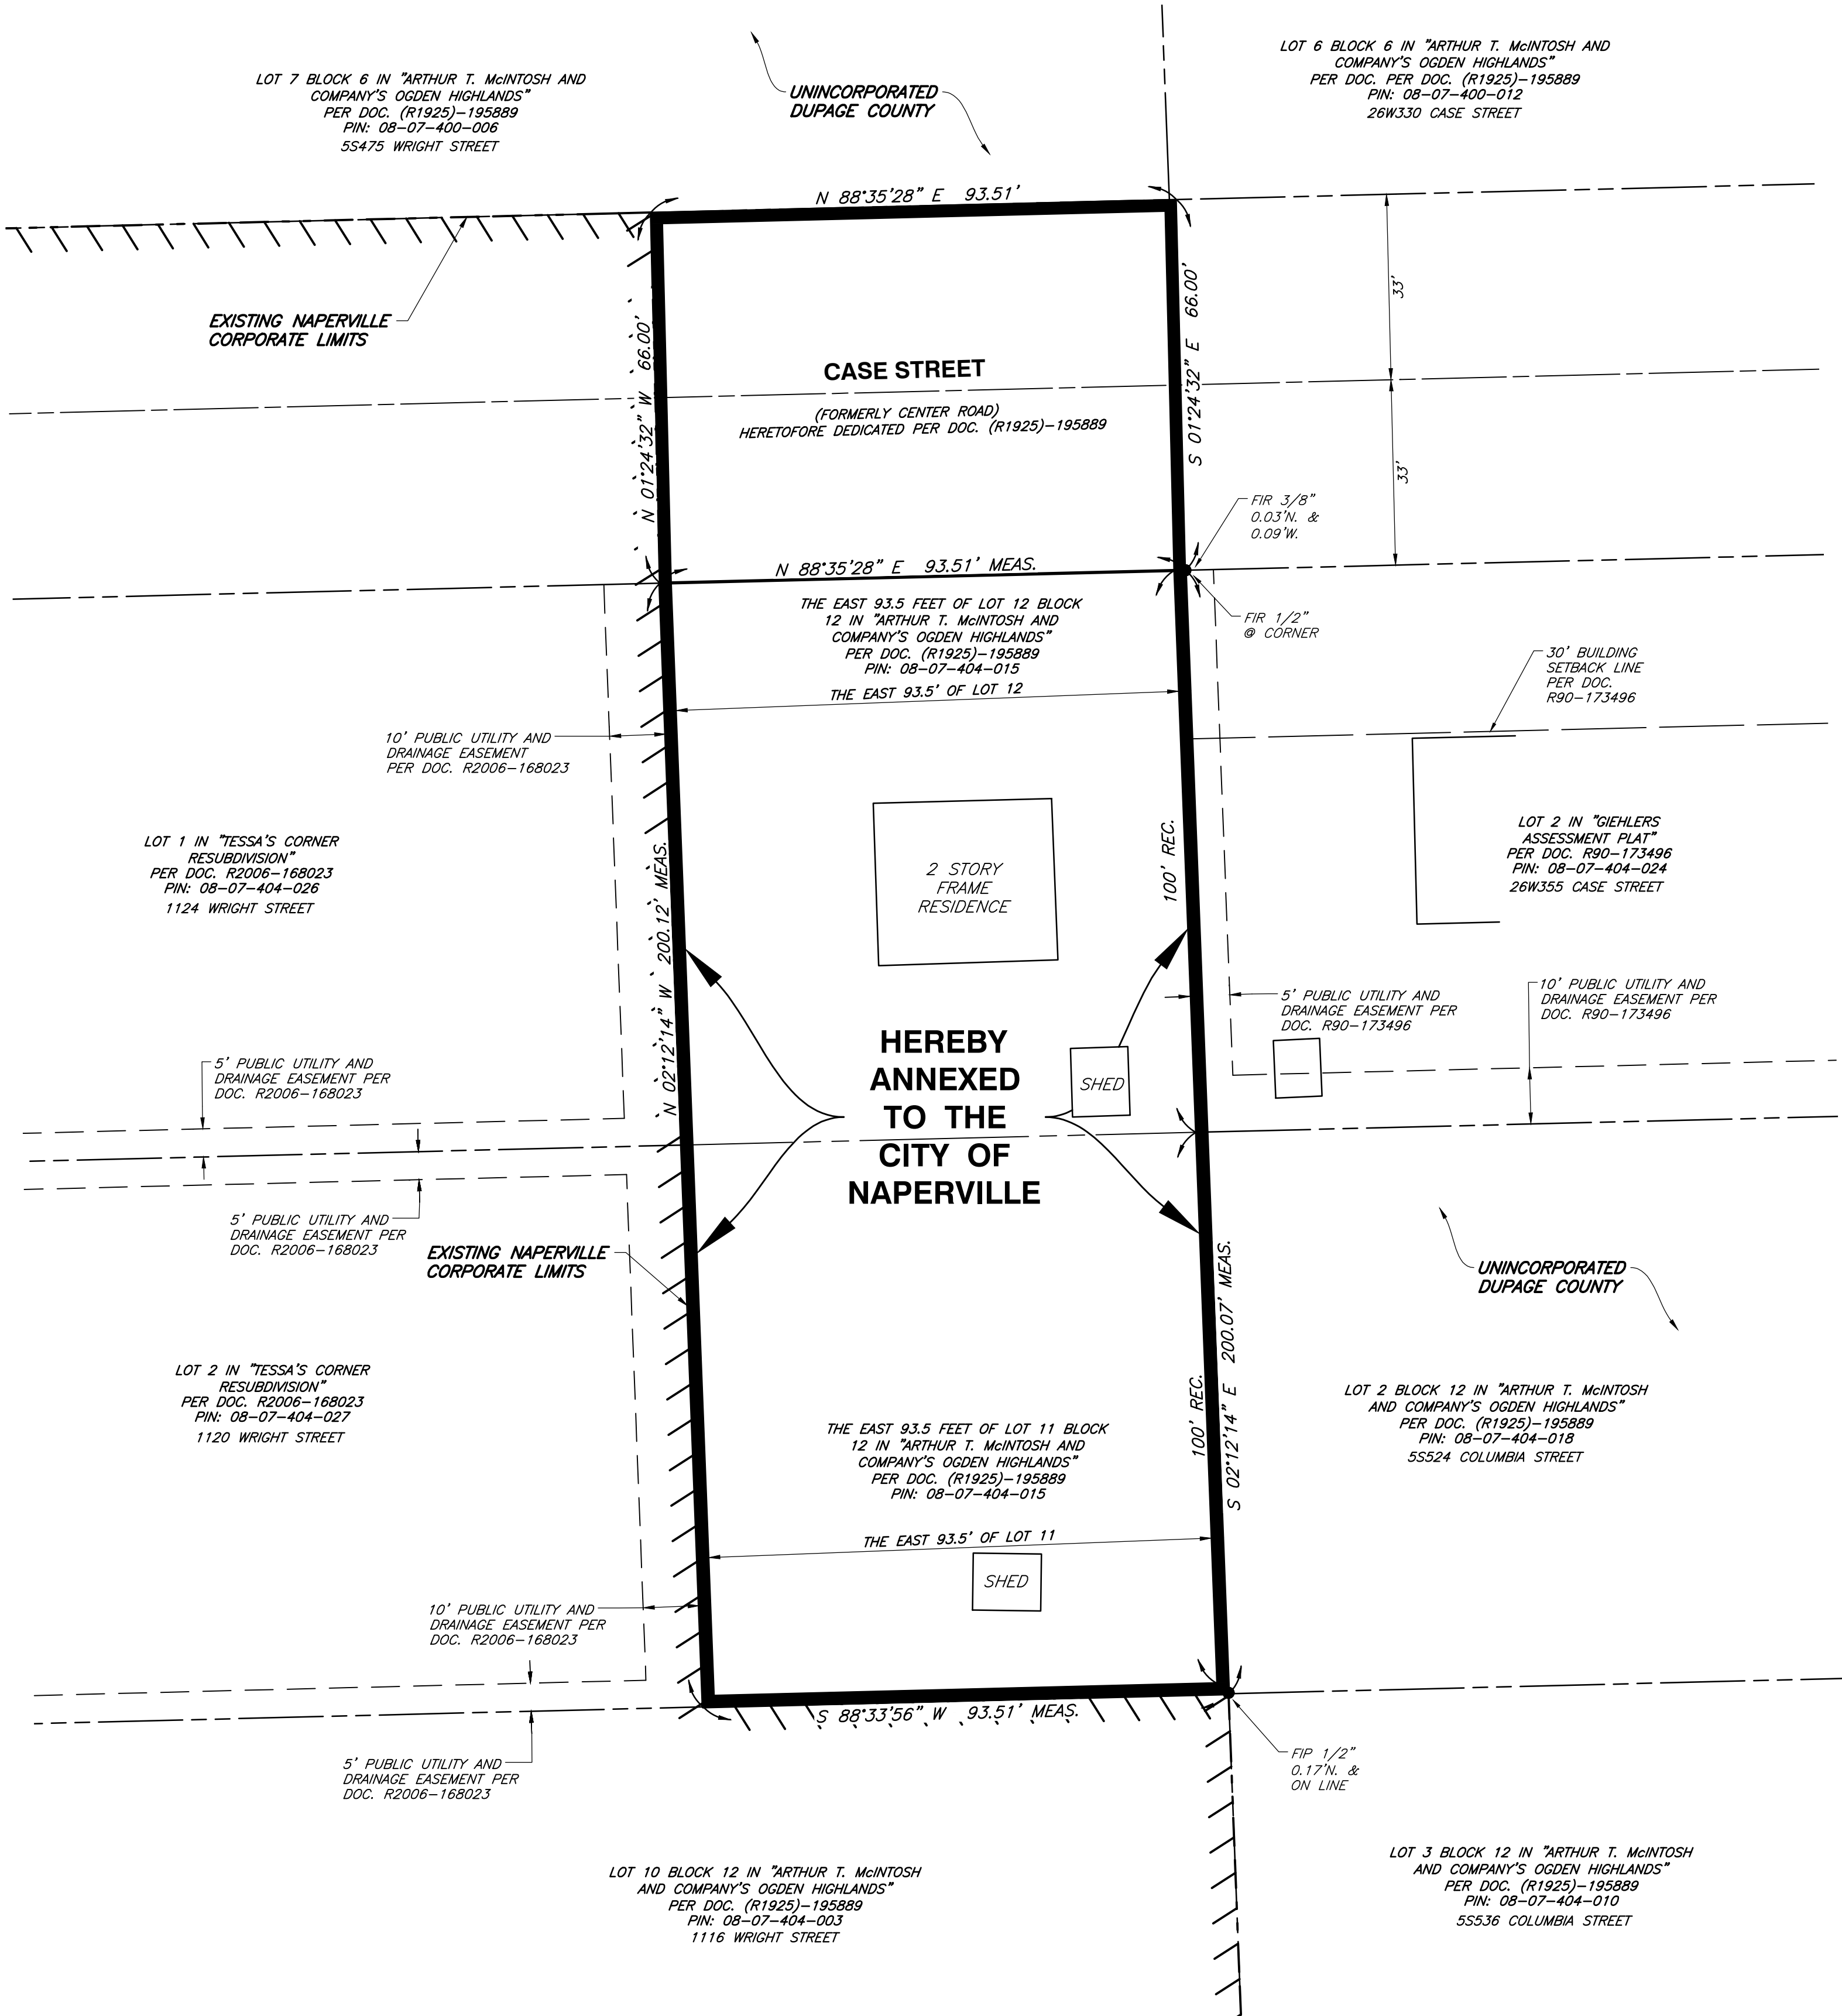 LOT 7 BLOCK 6 IN "ARTHUR T. McINTOSH AND
COMPANY'S OGDEN HIGHLANDS"
PER DOC. (R1925)-195889
PIN: 08-07-400-006
5S475 WRIGHT STREET
UNINCORPORATED
DUPAGE COUNTY
LOT 6 BLOCK 6 IN "ARTHUR T. McINTOSH AND
COMPANY'S OGDEN HIGHLANDS"
PER DOC. PER DOC. (R1925)-195889
PIN: 08-07-400-012
26W330 CASE STREET
N 88°35'28" E 93.51'
EXISTING NAPERVILLE
CORPORATE LIMITS
N 01°24'32" W 66.00'
CASE STREET
(FORMERLY CENTER ROAD)
HERETOFORE DEDICATED PER DOC. (R1925)-195889
S 01°24'32" E 66.00'
33'
33'
FIR 3/8"
0.03'N. &
0.09'W.
N 88°35'28" E 93.51' MEAS.
THE EAST 93.5 FEET OF LOT 12 BLOCK
12 IN "ARTHUR T. McINTOSH AND
COMPANY'S OGDEN HIGHLANDS"
PER DOC. (R1925)-195889
PIN: 08-07-404-015
FIR 1/2"
@ CORNER
THE EAST 93.5' OF LOT 12
30' BUILDING
SETBACK LINE
PER DOC.
R90-173496
10' PUBLIC UTILITY AND
DRAINAGE EASEMENT
PER DOC. R2006-168023
LOT 1 IN "TESSA'S CORNER
RESUBDIVISION"
PER DOC. R2006-168023
PIN: 08-07-404-026
1124 WRIGHT STREET
N 02°12'14" W 200.12' MEAS.
2 STORY
FRAME
RESIDENCE
100' REC.
LOT 2 IN "GIEHLERS
ASSESSMENT PLAT"
PER DOC. R90-173496
PIN: 08-07-404-024
26W355 CASE STREET
5' PUBLIC UTILITY AND
DRAINAGE EASEMENT PER
DOC. R90-173496
10' PUBLIC UTILITY AND
DRAINAGE EASEMENT PER
DOC. R90-173496
HEREBY
ANNEXED
TO THE
CITY OF
NAPERVILLE
SHED
5' PUBLIC UTILITY AND
DRAINAGE EASEMENT PER
DOC. R2006-168023
5' PUBLIC UTILITY AND
DRAINAGE EASEMENT PER
DOC. R2006-168023
EXISTING NAPERVILLE
CORPORATE LIMITS
UNINCORPORATED
DUPAGE COUNTY
S 02°12'14" E 200.07' MEAS.
100' REC.
LOT 2 IN "TESSA'S CORNER
RESUBDIVISION"
PER DOC. R2006-168023
PIN: 08-07-404-027
1120 WRIGHT STREET
THE EAST 93.5 FEET OF LOT 11 BLOCK
12 IN "ARTHUR T. McINTOSH AND
COMPANY'S OGDEN HIGHLANDS"
PER DOC. (R1925)-195889
PIN: 08-07-404-015
LOT 2 BLOCK 12 IN "ARTHUR T. McINTOSH
AND COMPANY'S OGDEN HIGHLANDS"
PER DOC. (R1925)-195889
PIN: 08-07-404-018
5S524 COLUMBIA STREET
THE EAST 93.5' OF LOT 11
SHED
10' PUBLIC UTILITY AND
DRAINAGE EASEMENT PER
DOC. R2006-168023
S 88°33'56" W 93.51' MEAS.
5' PUBLIC UTILITY AND
DRAINAGE EASEMENT PER
DOC. R2006-168023
FIP 1/2"
0.17'N. &
ON LINE
LOT 10 BLOCK 12 IN "ARTHUR T. McINTOSH
AND COMPANY'S OGDEN HIGHLANDS"
PER DOC. (R1925)-195889
PIN: 08-07-404-003
1116 WRIGHT STREET
LOT 3 BLOCK 12 IN "ARTHUR T. McINTOSH
AND COMPANY'S OGDEN HIGHLANDS"
PER DOC. (R1925)-195889
PIN: 08-07-404-010
5S536 COLUMBIA STREET